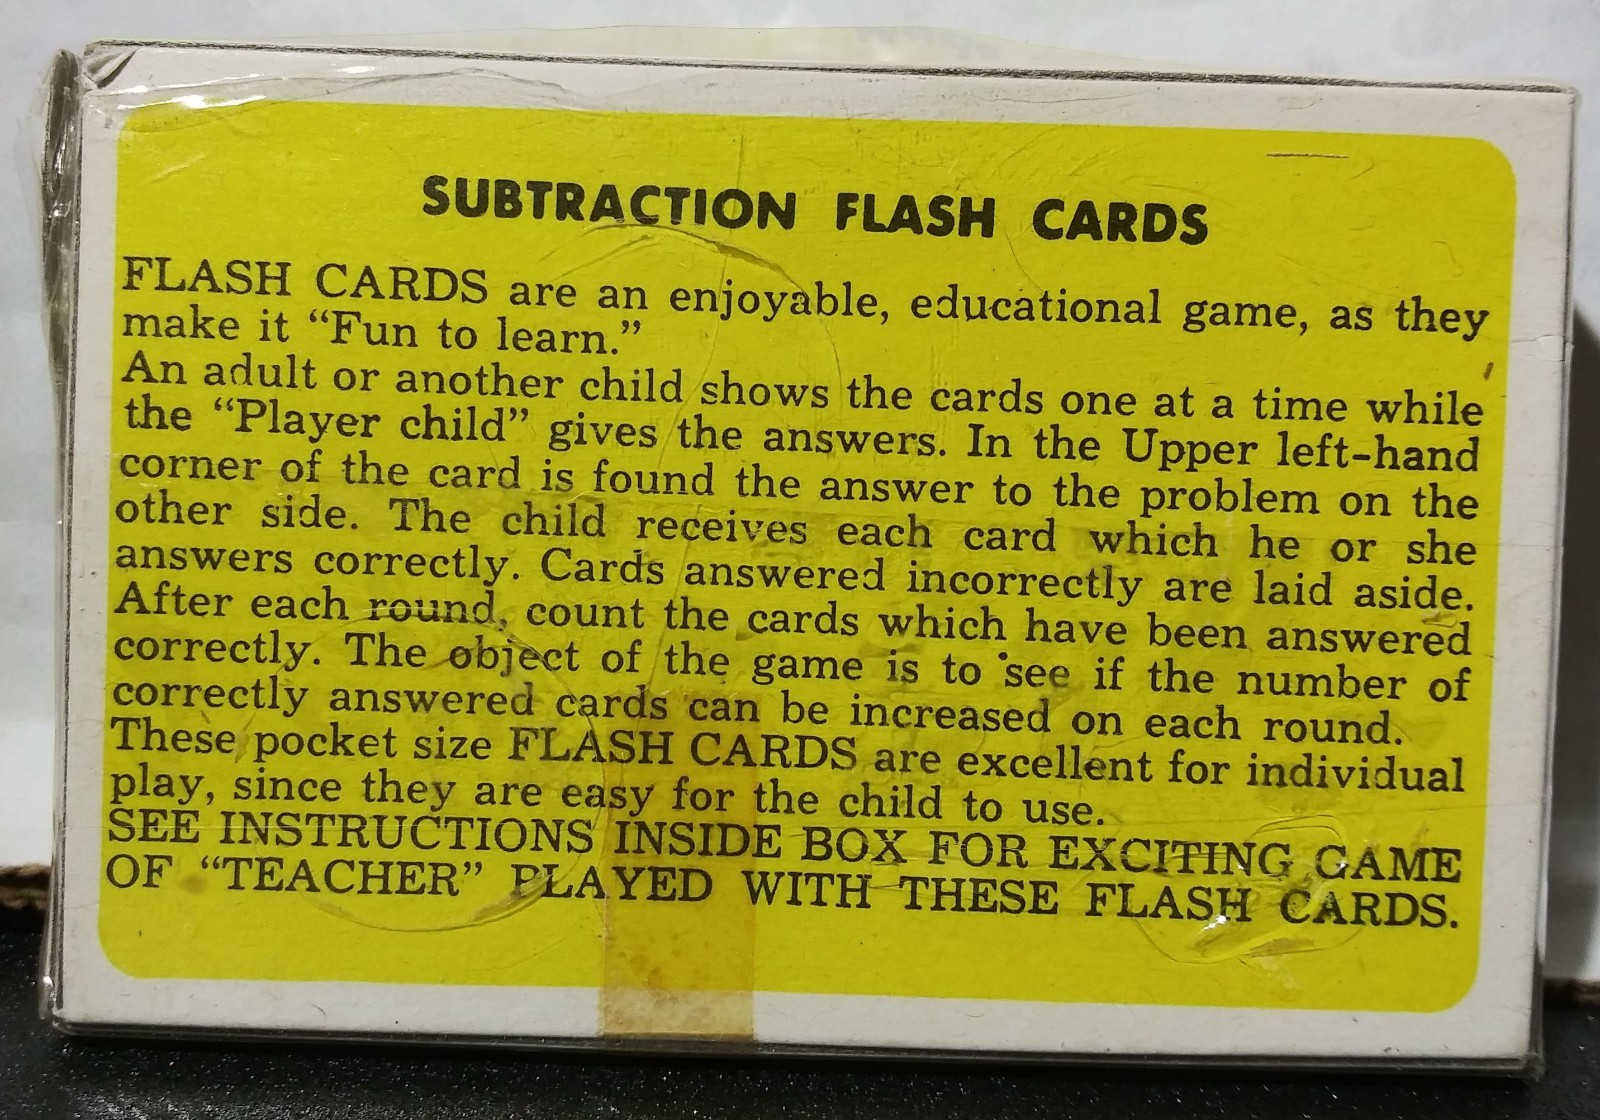 SUBTRACTION FLASH CARDS
FLASH CARDS are an enjoyable, educational game, as they
make it “Fun to learn.”
An adult or another child shows the cards one at a time while
the “Player child” gives the answers. In the Upper left-hand
corner of the card is found the answer to the problem on the
other side. The child receives each card which he or she
answers correctly. Cards answered incorrectly are laid aside.
After each round, count the cards which have been answered
correctly. The object of the game is to see if the number of
correctly answered cards can be increased on each round.
These pocket size FLASH CARDS are excellent for individual
play, since they are easy for the child to use.
SEE INSTRUCTIONS INSIDE BOX FOR EXCITING GAME
OF “TEACHER” PLAYED WITH THESE FLASH CARDS.